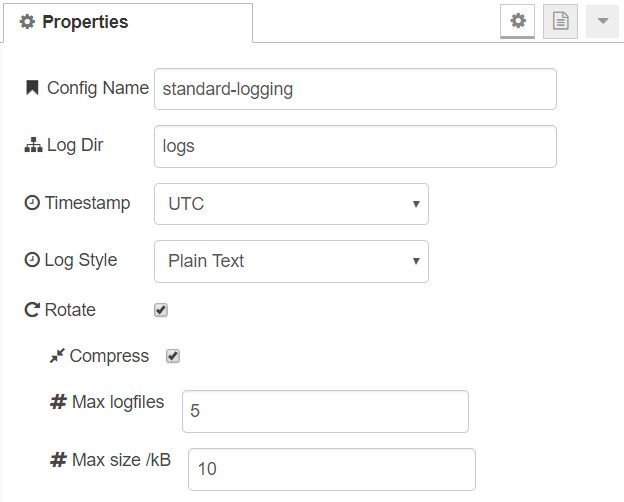 Properties
Config Name standard-logging
Log Dir logs
Timestamp UTC
Log Style Plain Text
Rotate
Compress
# Max logfiles 5
# Max size /kB 10